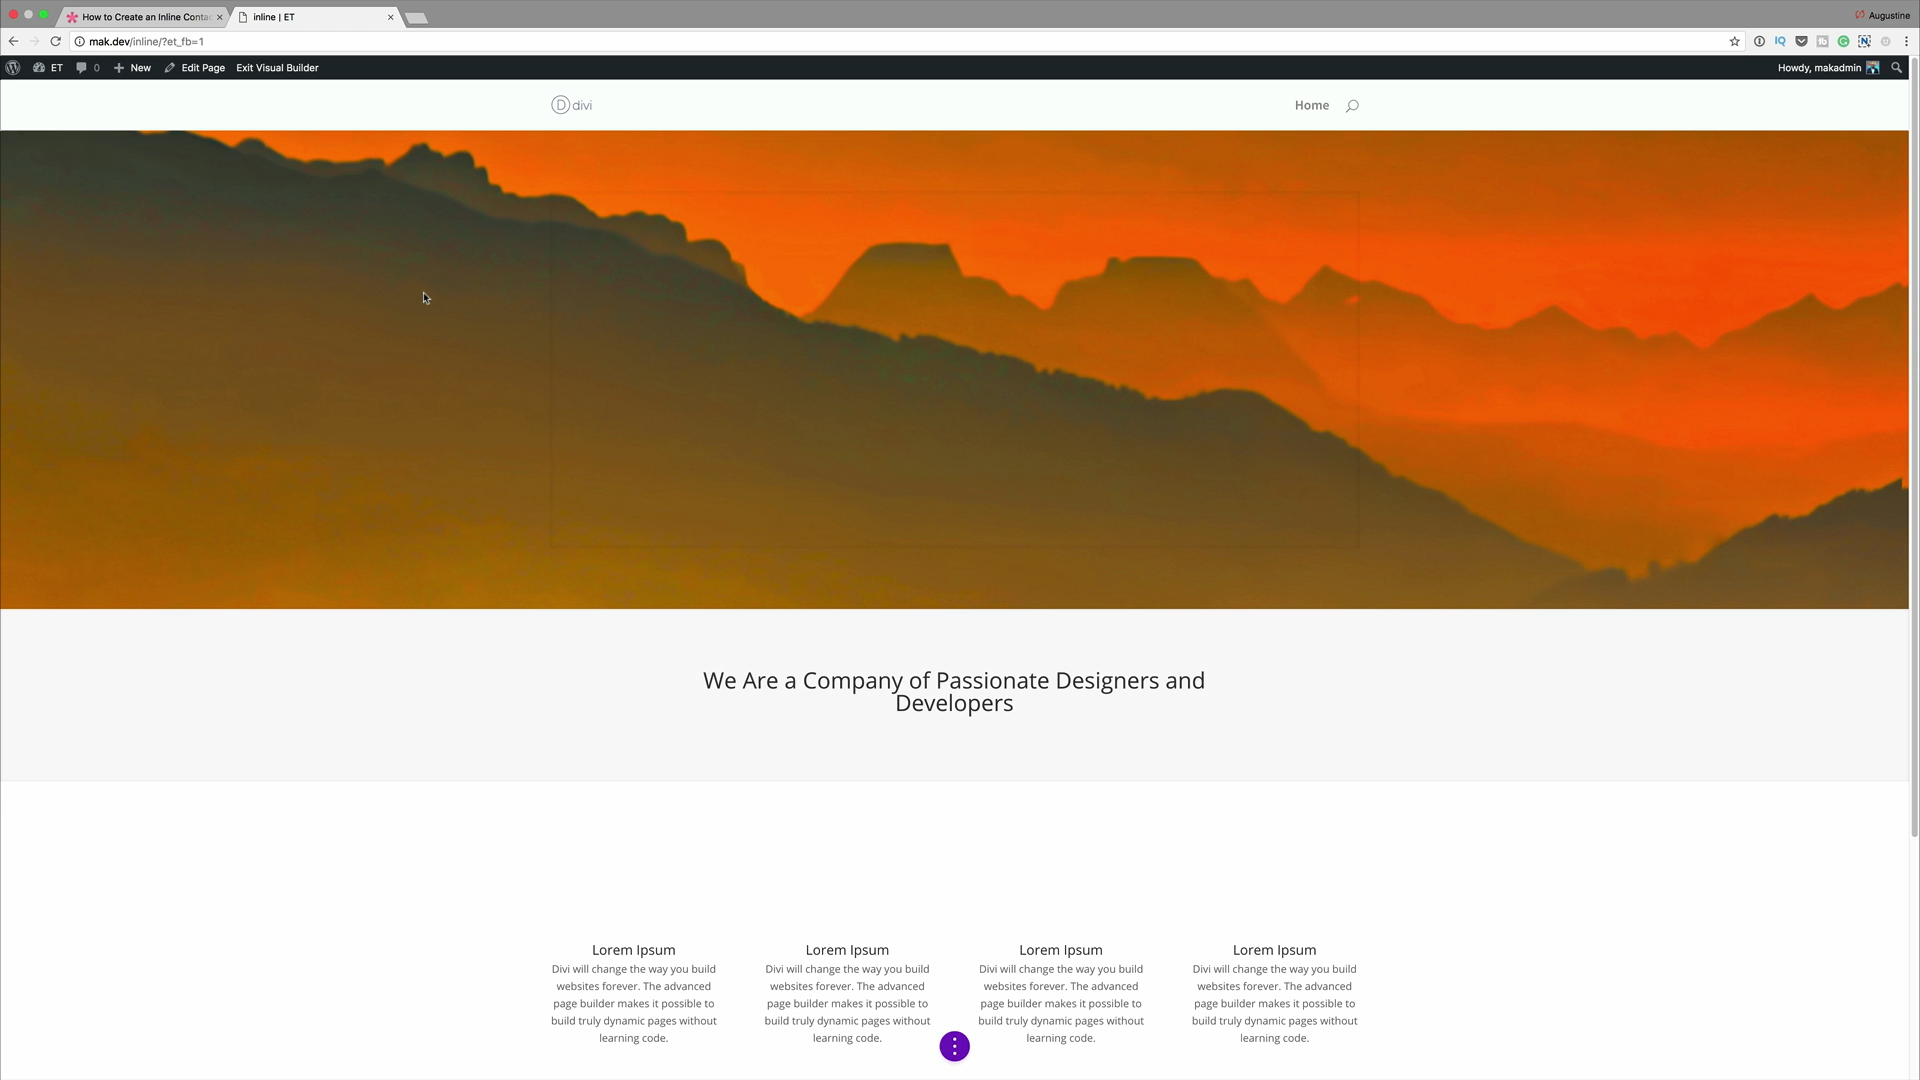 How to Create an Inline Conta
inline | ET
Augustine
mak.dev/inline/?et_fb=1
ET
0
New
Edit Page
Exit Visual Builder
Howdy, makadmin
D divi
Home
We Are a Company of Passionate Designers and
Developers
Lorem Ipsum
Divi will change the way you build
websites forever. The advanced
page builder makes it possible to
build truly dynamic pages without
learning code.
Lorem Ipsum
Divi will change the way you build
websites forever. The advanced
page builder makes it possible to
build truly dynamic pages without
learning code.
Lorem Ipsum
Divi will change the way you build
websites forever. The advanced
page builder makes it possible to
build truly dynamic pages without
learning code.
Lorem Ipsum
Divi will change the way you build
websites forever. The advanced
page builder makes it possible to
build truly dynamic pages without
learning code.